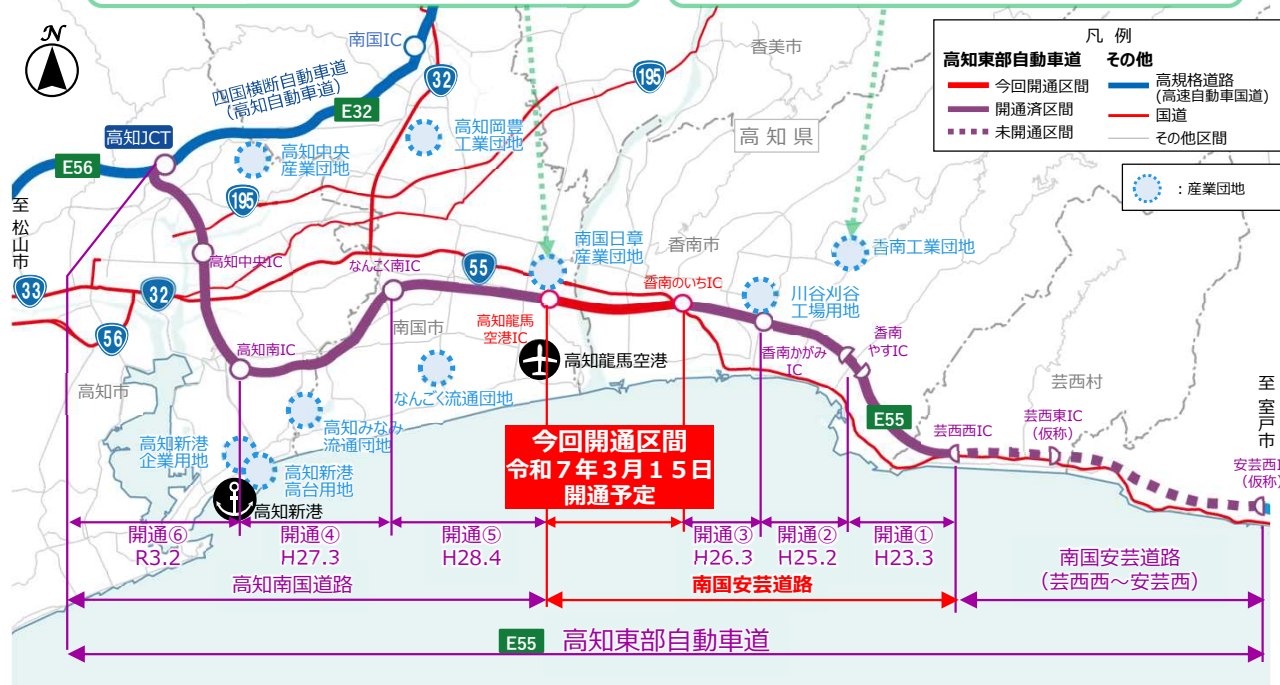 N
南国IC
32
195
香美市
四国横断自動車道
(高知自動車道)
E32
高知JCT
E56
高知中央
産業団地
高知岡豊
工業団地
高知県
凡 例
高知東部自動車道
その他
今回開通区間
開通済区間
未開通区間
高規格道路
(高速自動車国道)
国道
その他区間
：産業団地
至 松山市
195
高知中央IC
なんごく南IC
55
南国日章
産業団地
香南市
香南のいちIC
香南工業団地
川谷刈谷
工場用地
33
32
56
南国市
高知龍馬
空港IC
高知龍馬空港
香南かがみ
IC
香南
やすIC
高知南IC
高知市
なんごく流通団地
高知みなみ
流通団地
高知新港
企業用地
高知新港
高台用地
高知新港
E55
芸西村
芸西西IC
芸西東IC
(仮称)
至 室戸市
安芸西I
(仮称)
今回開通区間
令和７年３月１５日
開通予定
開通⑥
R3.2
開通④
H27.3
開通⑤
H28.4
開通③
H26.3
開通②
H25.2
開通①
H23.3
高知南国道路
南国安芸道路
南国安芸道路
（芸西西～安芸西）
E55 高知東部自動車道